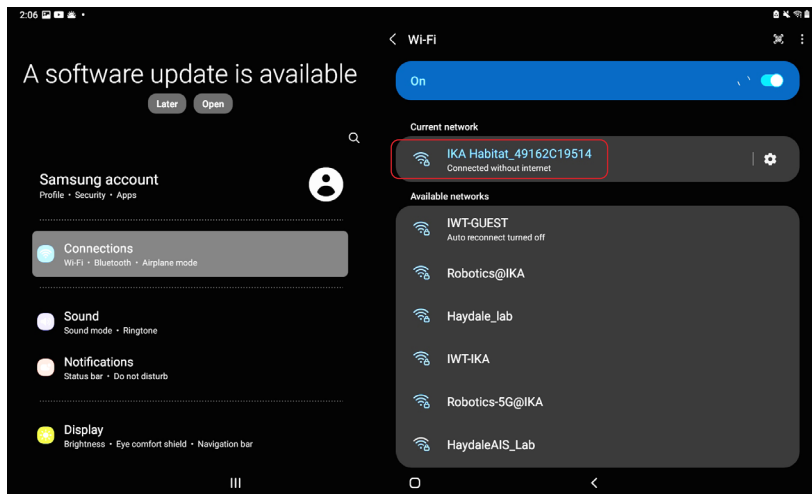 2:06
Wi-Fi
A software update is available
Later
Open
Samsung account
Profile • Security • Apps
Connections
Wi-Fi • Bluetooth • Airplane mode
Sound
Sound mode • Ringtone
Notifications
Status bar • Do not disturb
Display
Brightness • Eye comfort shield • Navigation bar
On
Current network
IKA Habitat_49162C19514
Connected without internet
Available networks
IWT-GUEST
Auto reconnect turned off
Robotics@IKA
Haydale_lab
IWT-IKA
Robotics-5G@IKA
HaydaleAIS_Lab